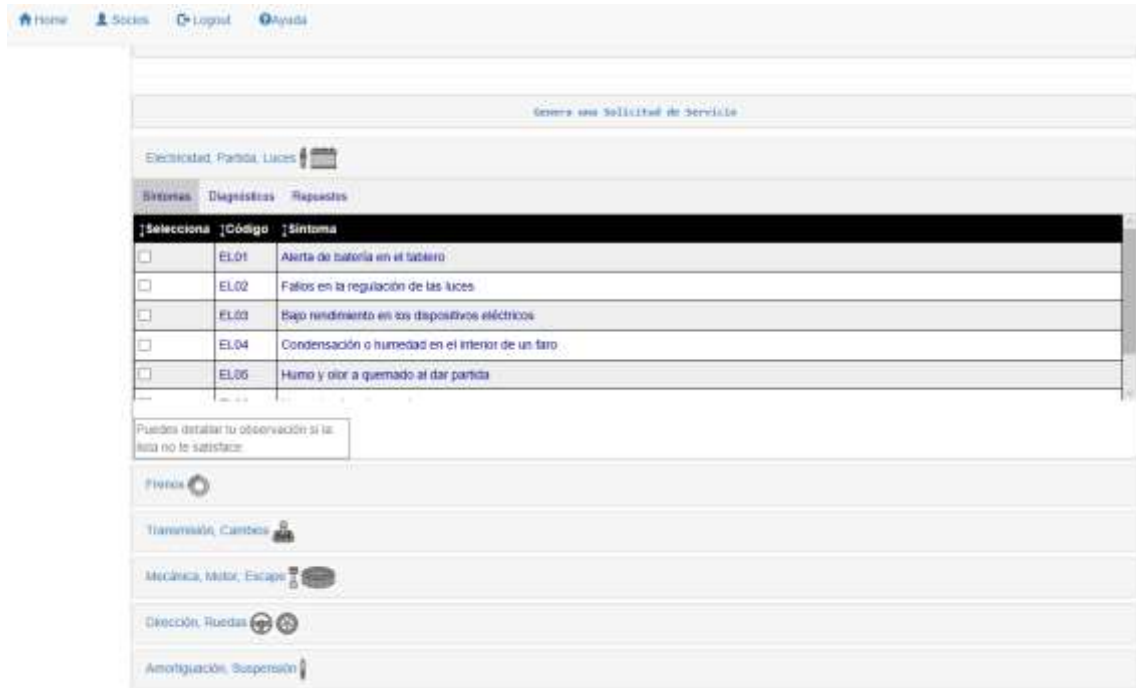 Home Socios Logout Ayuda
Genera una Solicitud de Servicio
Electricidad, Partida, Luces
Síntomas Diagnósticos Repuestos
Selecciona Código Síntoma
EL01 Alerta de batería en el tablero
EL02 Fallos en la regulación de las luces
EL03 Bajo rendimiento en los dispositivos eléctricos
EL04 Condensación o humedad en el interior de un faro
EL05 Humo y olor a quemado al dar partida
Puedes detallar tu observación si la
lista no te satisface
Frenos
Transmisión, Cambios
Mecánica, Motor, Escape
Dirección, Ruedas
Amortiguación, Suspensión